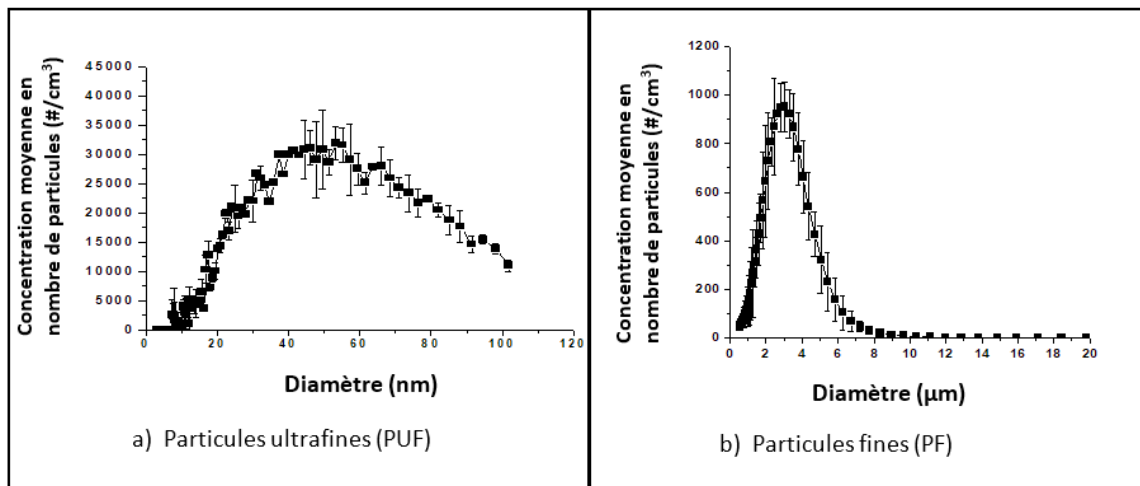 Concentration moyenne en
nombre de particules (#/cm³)
45000
40000
35000
30000
25000
20000
15000
10000
5000
0
0 20 40 60 80 100 120
Diamètre (nm)
a) Particules ultrafines (PUF)
Concentration moyenne en
nombre de particules (#/cm³)
1200
1000
800
600
400
200
0
0 2 4 6 8 10 12 14 16 18 20
Diamètre (µm)
b) Particules fines (PF)